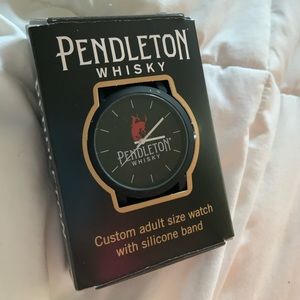 PENDLETON
WHISKY
PENDLETON
WHISKY
Custom adult size watch
with silicone band